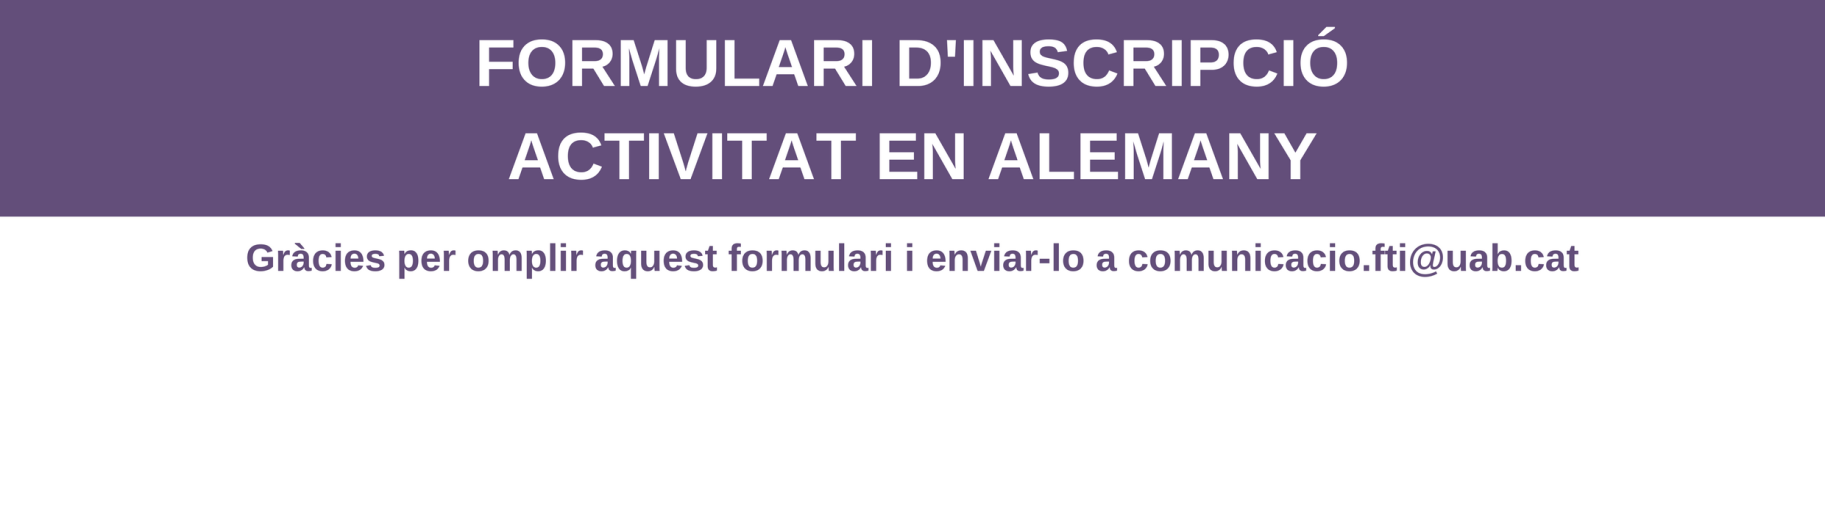 FORMULARI D'INSCRIPCIÓ
ACTIVITAT EN ALEMANY
Gràcies per omplir aquest formulari i enviar-lo a comunicacio.fti@uab.cat